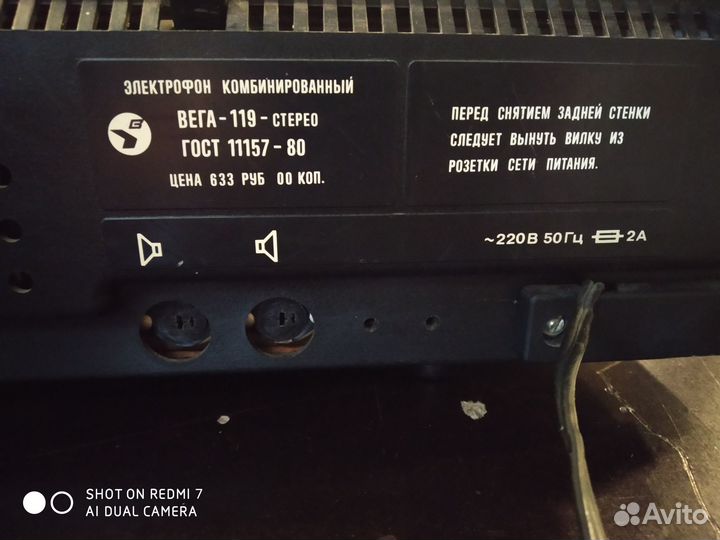 ЭЛЕКТРОФОН КОМБИНИРОВАННЫЙ
ВЕГА-119-СТЕРЕО
ГОСТ 11157-80
ЦЕНА 633 РУБ 00 КОП.
ПЕРЕД СНЯТИЕМ ЗАДНЕЙ СТЕНКИ
СЛЕДУЕТ ВЫНУТЬ ВИЛКУ ИЗ
РОЗЕТКИ СЕТИ ПИТАНИЯ.
~220В 50Гц 2А
SHOT ON REDMI 7
AI DUAL CAMERA
Avito